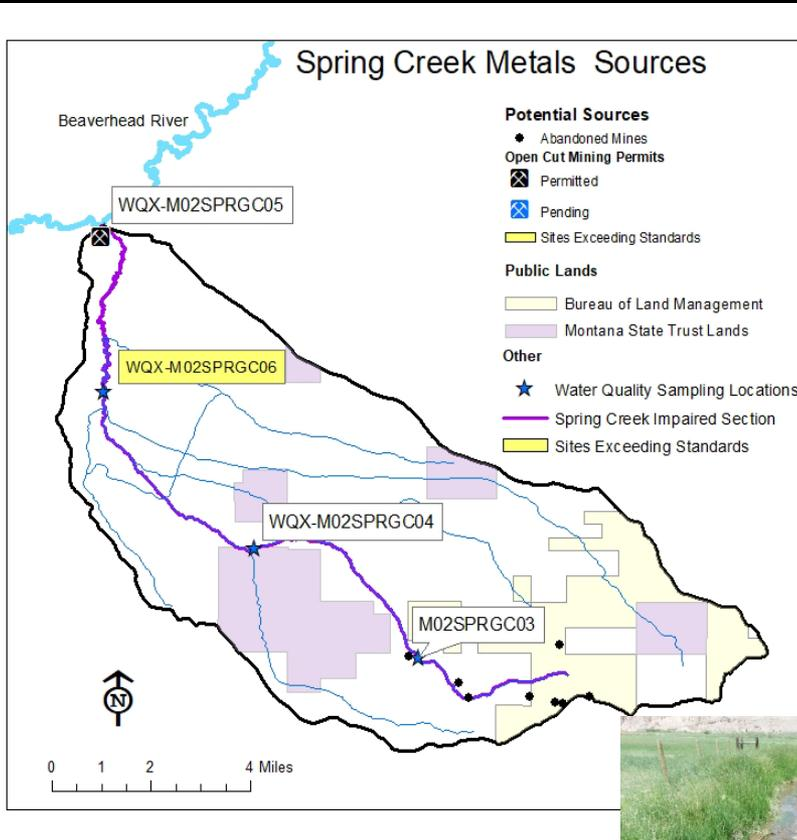 Spring Creek Metals Sources
Beaverhead River
Potential Sources
Abandoned Mines
Open Cut Mining Permits
Permitted
Pending
Sites Exceeding Standards
Public Lands
Bureau of Land Management
Montana State Trust Lands
Other
Water Quality Sampling Locations
Spring Creek Impaired Section
Sites Exceeding Standards
WQX-M02SPRGC05
WQX-M02SPRGC06
WQX-M02SPRGC04
M02SPRGC03
N
0 1 2 4 Miles